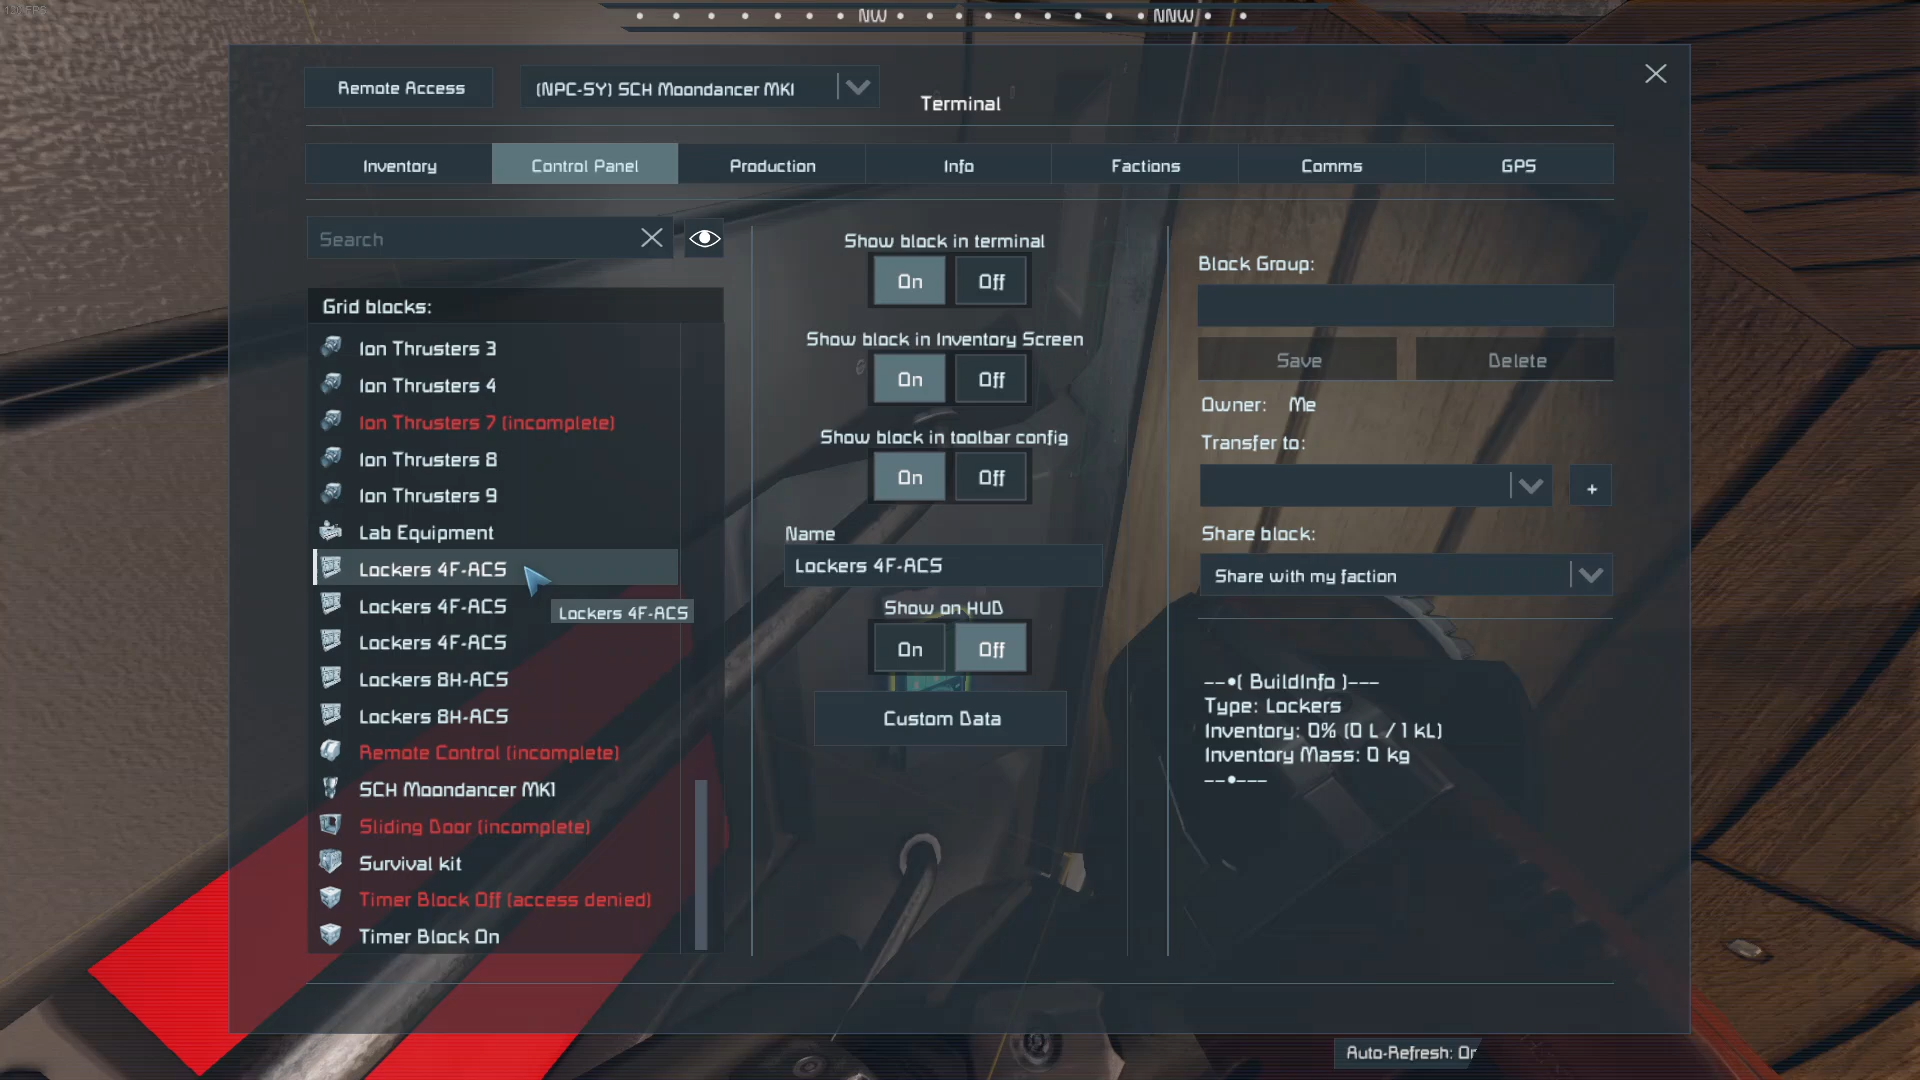 NW
NNW
Remote Access
(NPC-SY) SCH Moondancer MK1
Terminal
Inventory
Control Panel
Production
Info
Factions
Comms
GPS
Search
Grid blocks:
Ion Thrusters 3
Ion Thrusters 4
Ion Thrusters 7 (incomplete)
Ion Thrusters 8
Ion Thrusters 9
Lab Equipment
Lockers 4F-ACS
Lockers 4F-ACS
Lockers 4F-ACS
Lockers 4F-ACS
Lockers 8H-ACS
Lockers 8H-ACS
Remote Control (incomplete)
SCH Moondancer MK1
Sliding Door (incomplete)
Survival kit
Timer Block Off (access denied)
Timer Block On
Show block in terminal
On Off
Show block in Inventory Screen
On Off
Show block in toolbar config
On Off
Name
Lockers 4F-ACS
Show on HUD
On Off
Custom Data
Block Group:
Save Delete
Owner: Me
Transfer to:
+
Share block:
Share with my faction
--•( BuildInfo )---
Type: Lockers
Inventory: 0% (0 L / 1 kL)
Inventory Mass: 0 kg
--•---
Auto-Refresh: